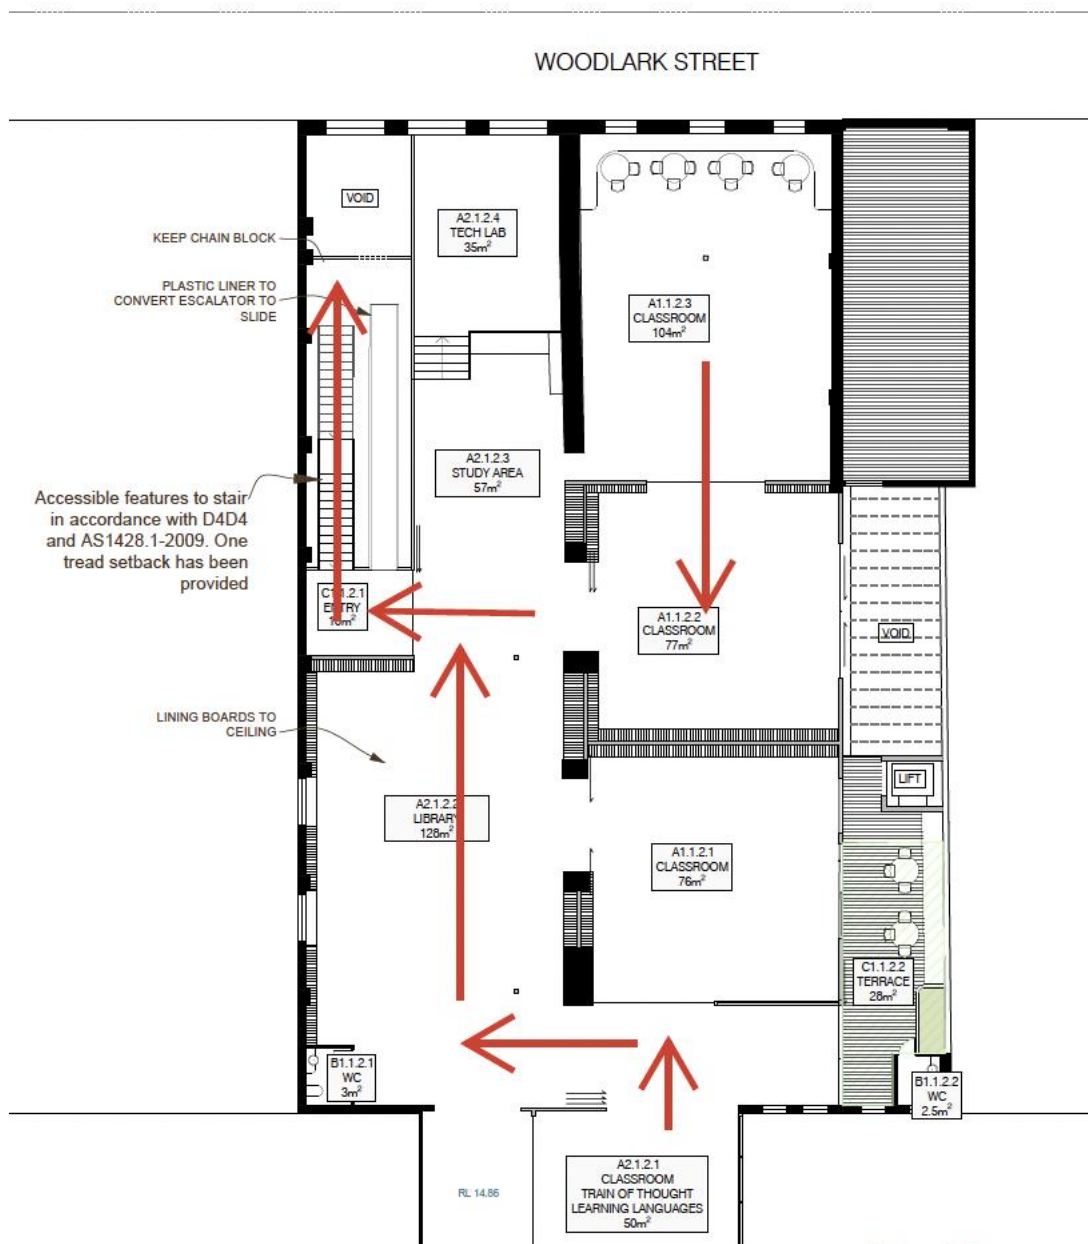 WOODLARK STREET
VOID
KEEP CHAIN BLOCK
A2.1.2.4
TECH LAB
35m²
PLASTIC LINER TO
CONVERT ESCALATOR TO
SLIDE
A1.1.2.3
CLASSROOM
104m²
A2.1.2.3
STUDY AREA
57m²
Accessible features to stair
in accordance with D4D4
and AS1428.1-2009. One
tread setback has been
provided
C1.1.2.1
ENTRY
A1.1.2.2
CLASSROOM
77m²
VOID
LINING BOARDS TO
CEILING
LIFT
A2.1.2.2
LIBRARY
128m²
A1.1.2.1
CLASSROOM
76m²
C1.1.2.2
TERRACE
28m²
B1.1.2.1
WC
3m²
B1.1.2.2
WC
2.5m²
A2.1.2.1
CLASSROOM
TRAIN OF THOUGHT
LEARNING LANGUAGES
50m²
RL 14.86